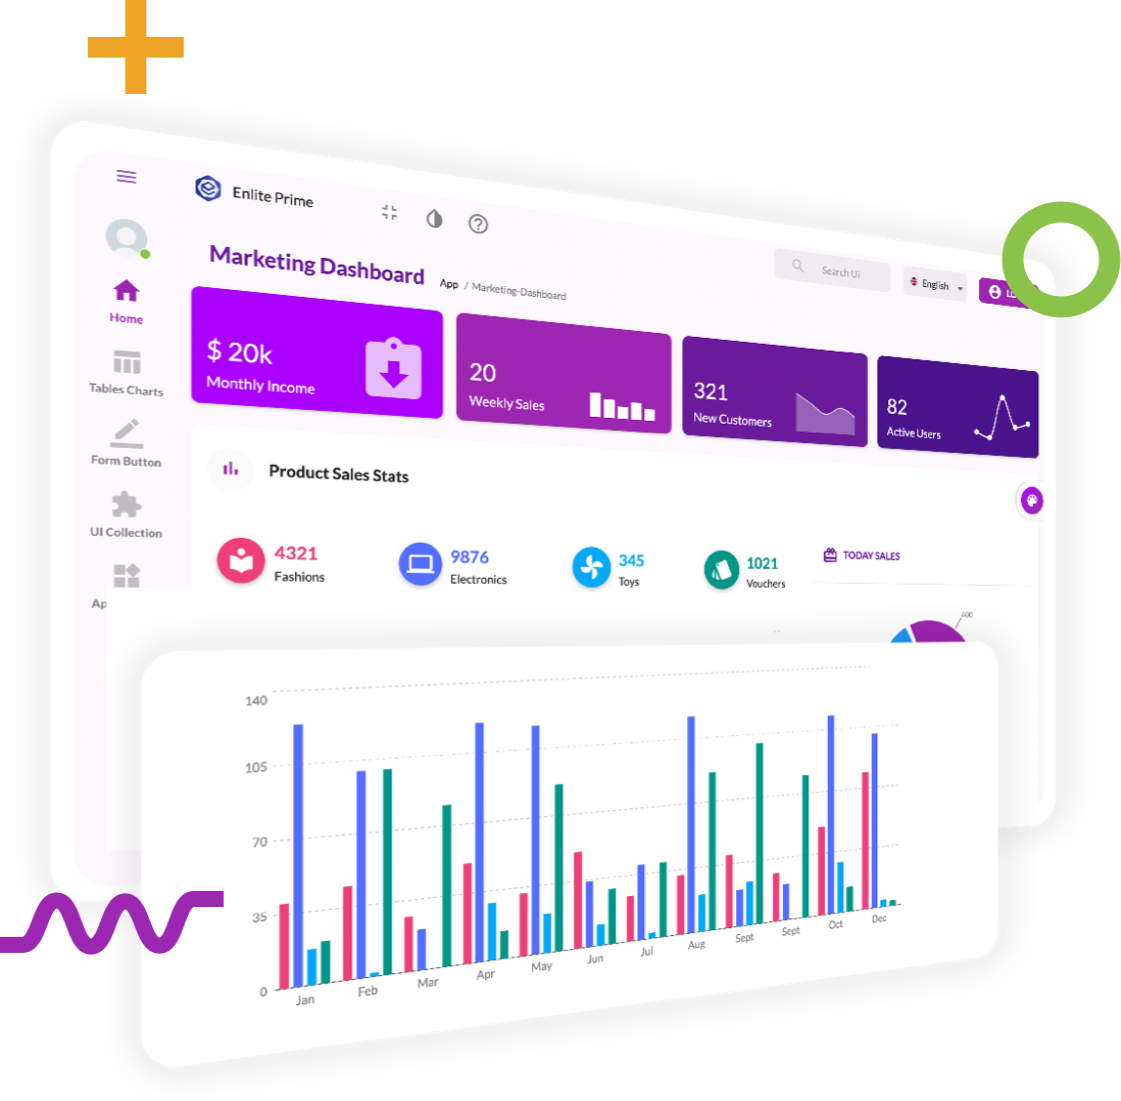 Enlite Prime
Search Ui
English
Marketing Dashboard
App / Marketing-Dashboard
Home
Tables Charts
Form Button
UI Collection
$ 20k
Monthly Income
20
Weekly Sales
321
New Customers
82
Active Users
Product Sales Stats
4321
Fashions
9876
Electronics
345
Toys
1021
Vouchers
TODAY SALES
400
140
105
70
35
0
Jan Feb Mar Apr May Jun Jul Aug Sept Sept Oct Dec